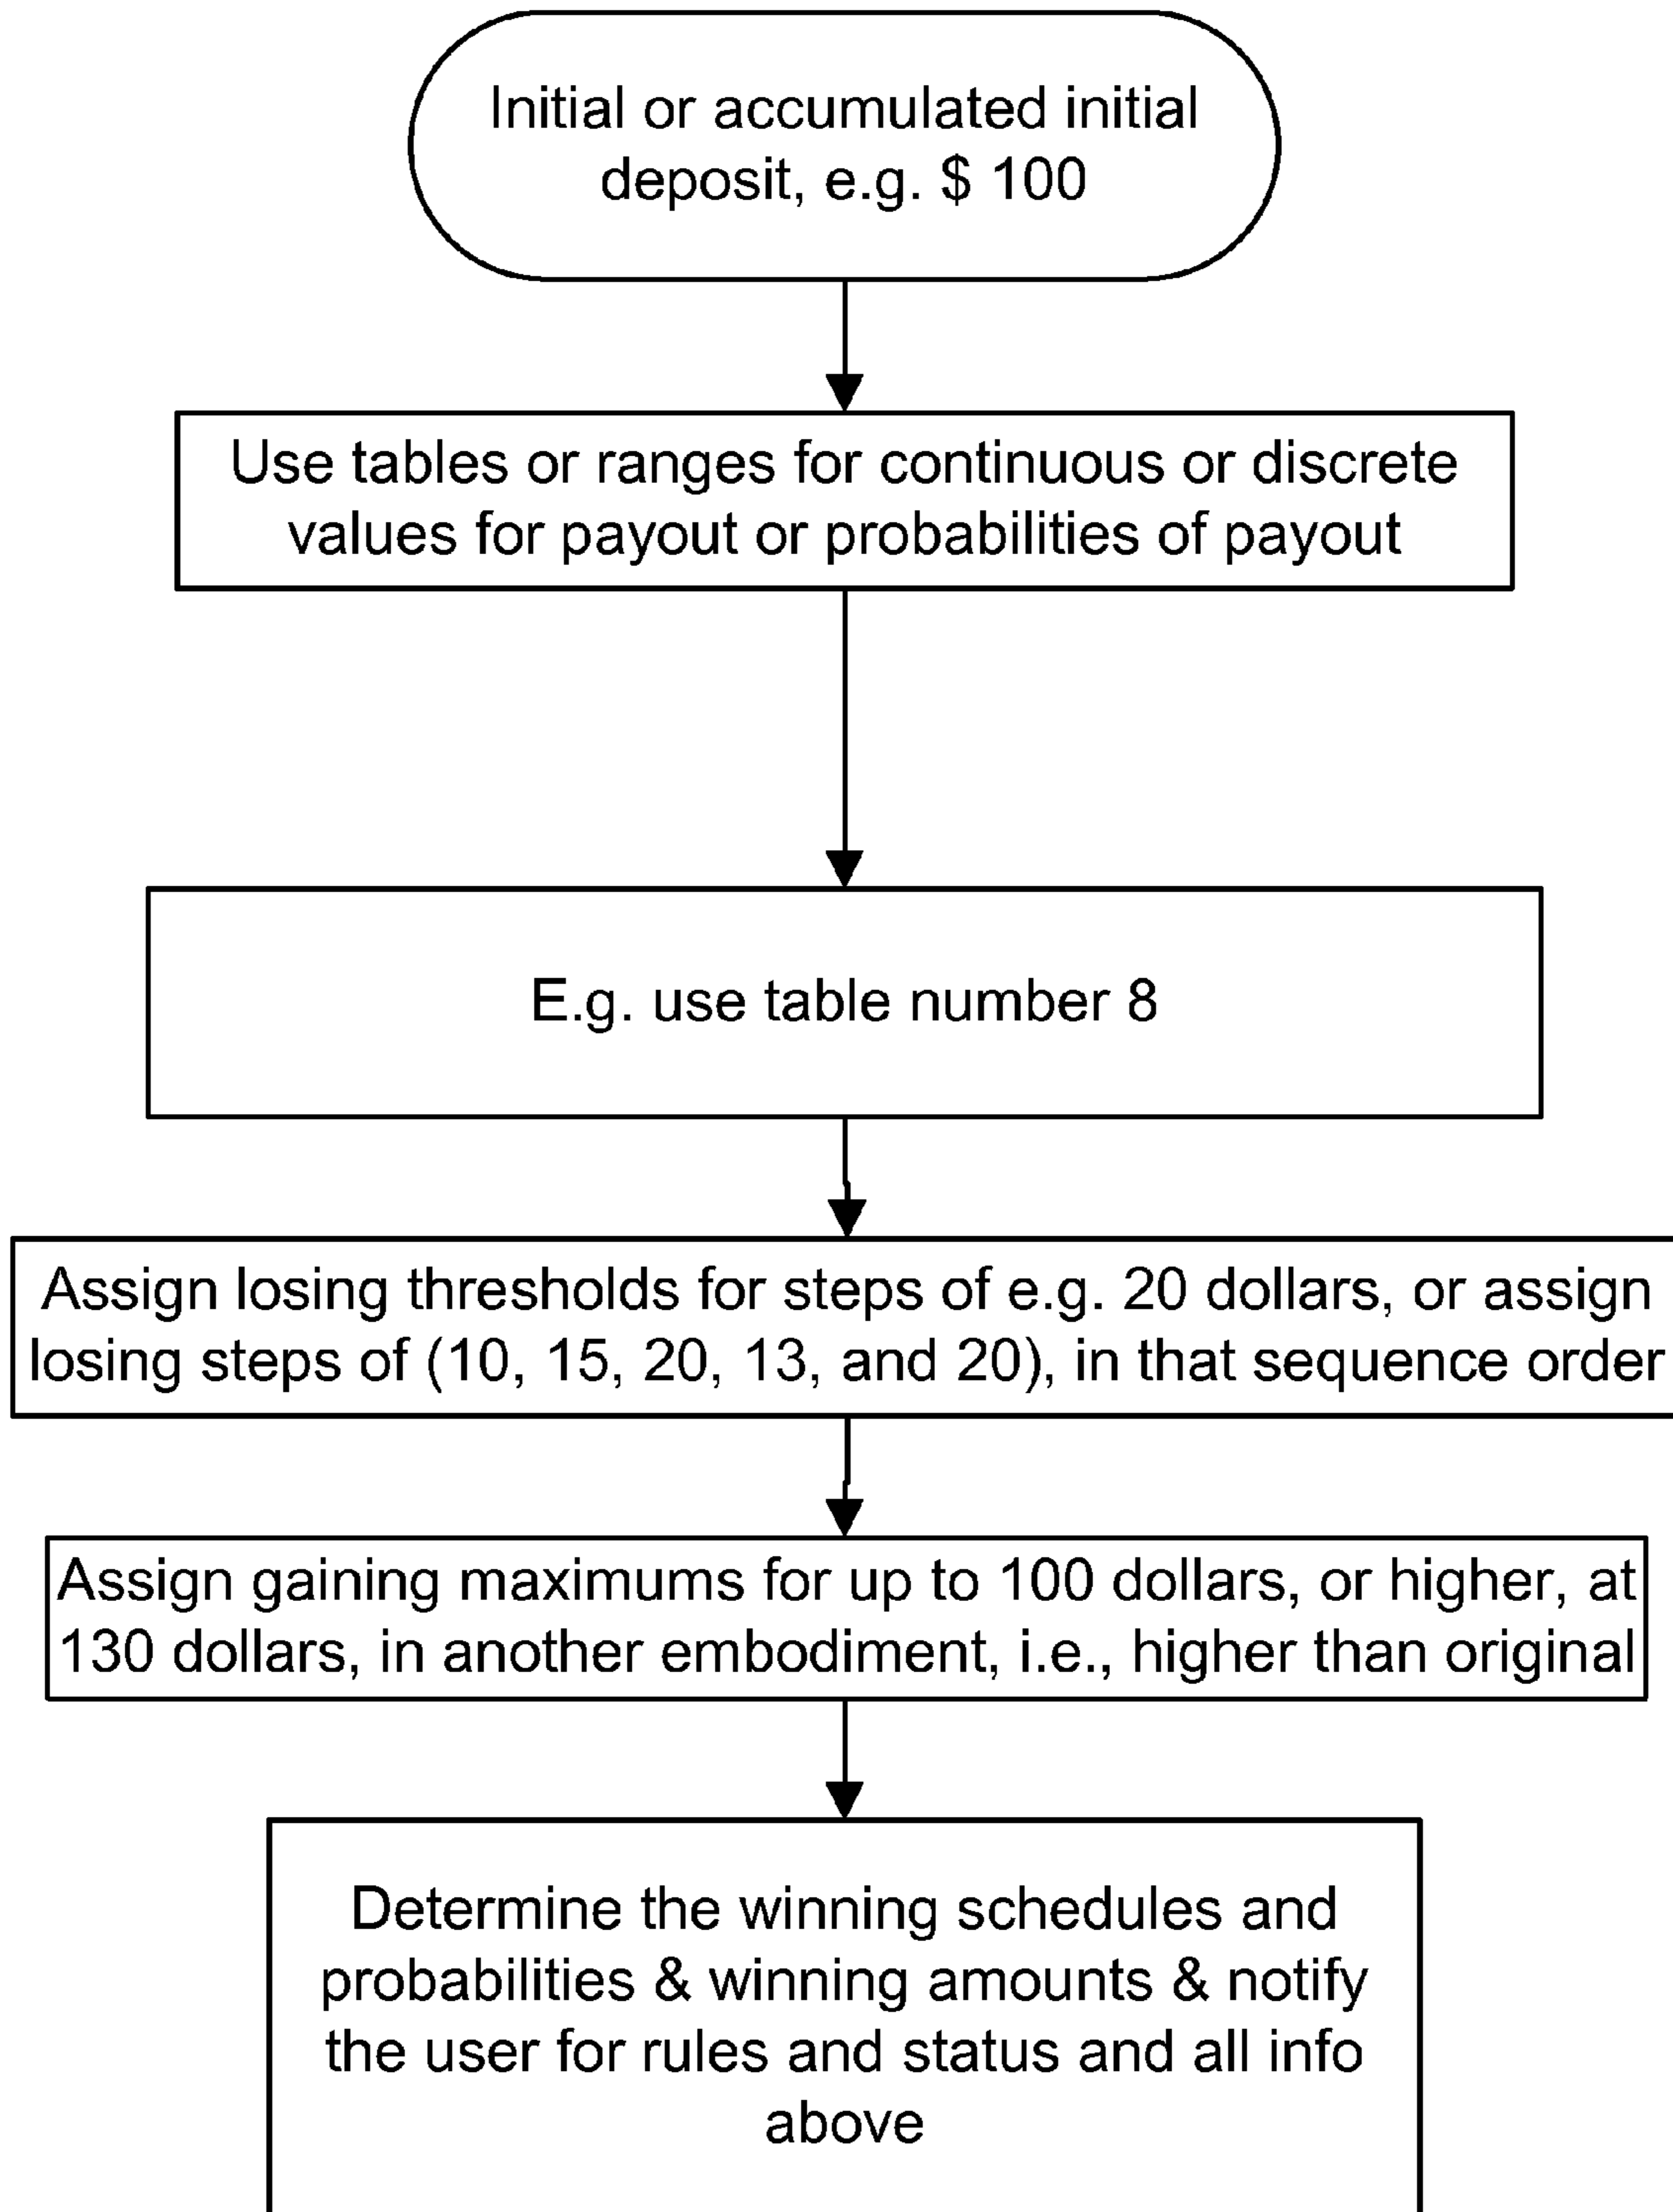 Initial or accumulated initial
deposit, e.g. $ 100
Use tables or ranges for continuous or discrete
values for payout or probabilities of payout
E.g. use table number 8
Assign losing thresholds for steps of e.g. 20 dollars, or assign
losing steps of (10, 15, 20, 13, and 20), in that sequence order
Assign gaining maximums for up to 100 dollars, or higher, at
130 dollars, in another embodiment, i.e., higher than original
Determine the winning schedules and
probabilities & winning amounts & notify
the user for rules and status and all info
above